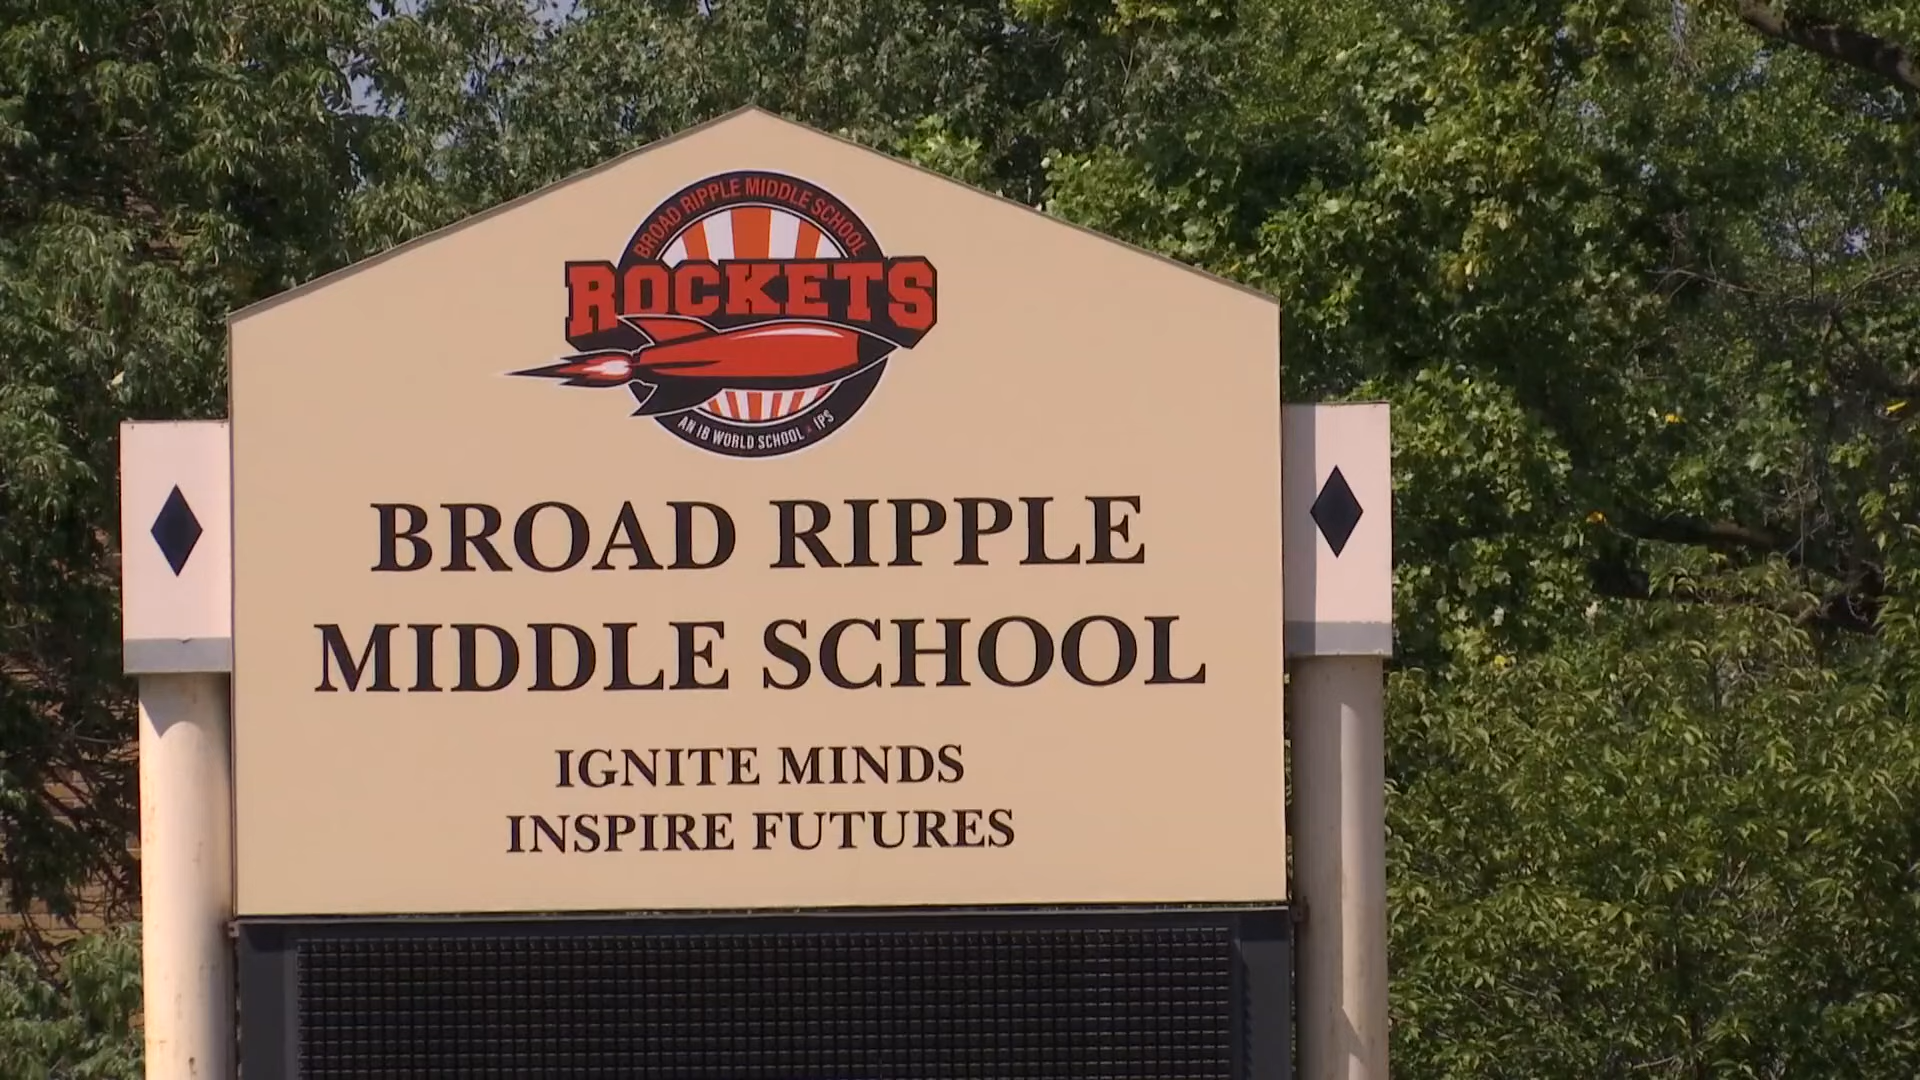 BROAD RIPPLE MIDDLE SCHOOL
ROCKETS
AN IB WORLD SCHOOL • IPS
BROAD RIPPLE
MIDDLE SCHOOL
IGNITE MINDS
INSPIRE FUTURES